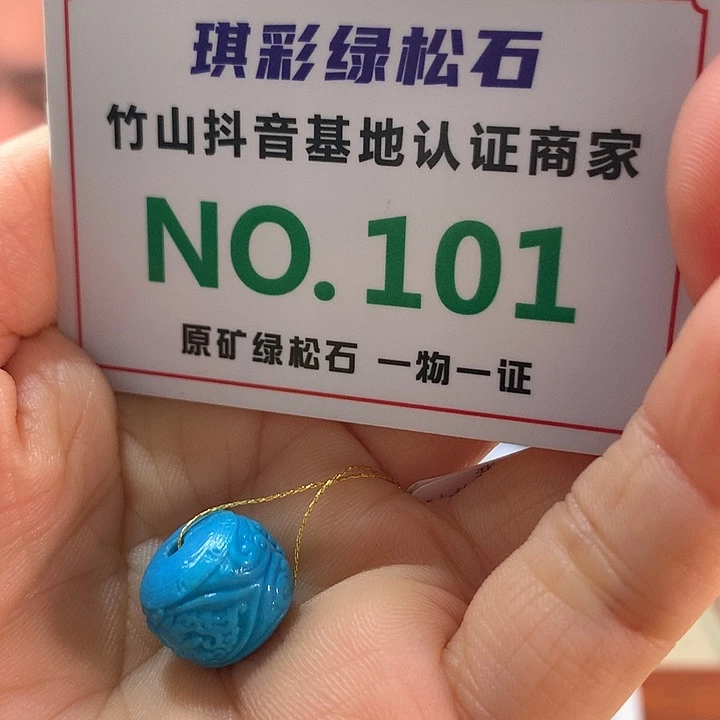 琪彩绿松石
竹山抖音基地认证商家
NO.101
原矿绿松石 一物一证